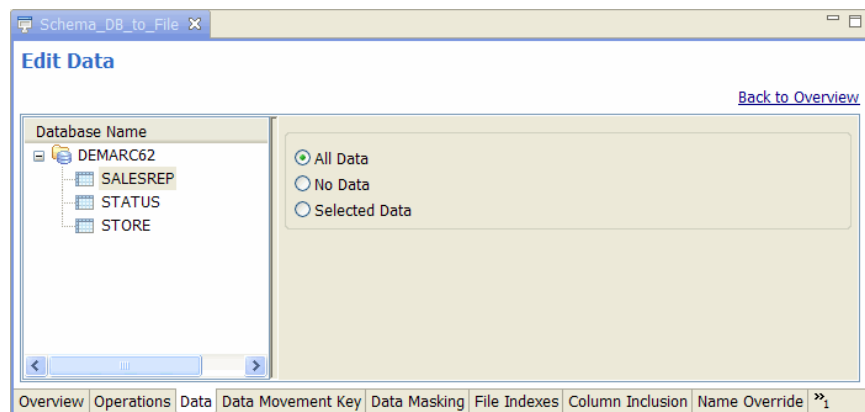 Schema_DB_to_File
Edit Data
Back to Overview
Database Name
DEMARC62
SALESREP
STATUS
STORE
All Data
No Data
Selected Data
Overview Operations Data Data Movement Key Data Masking File Indexes Column Inclusion Name Override »1